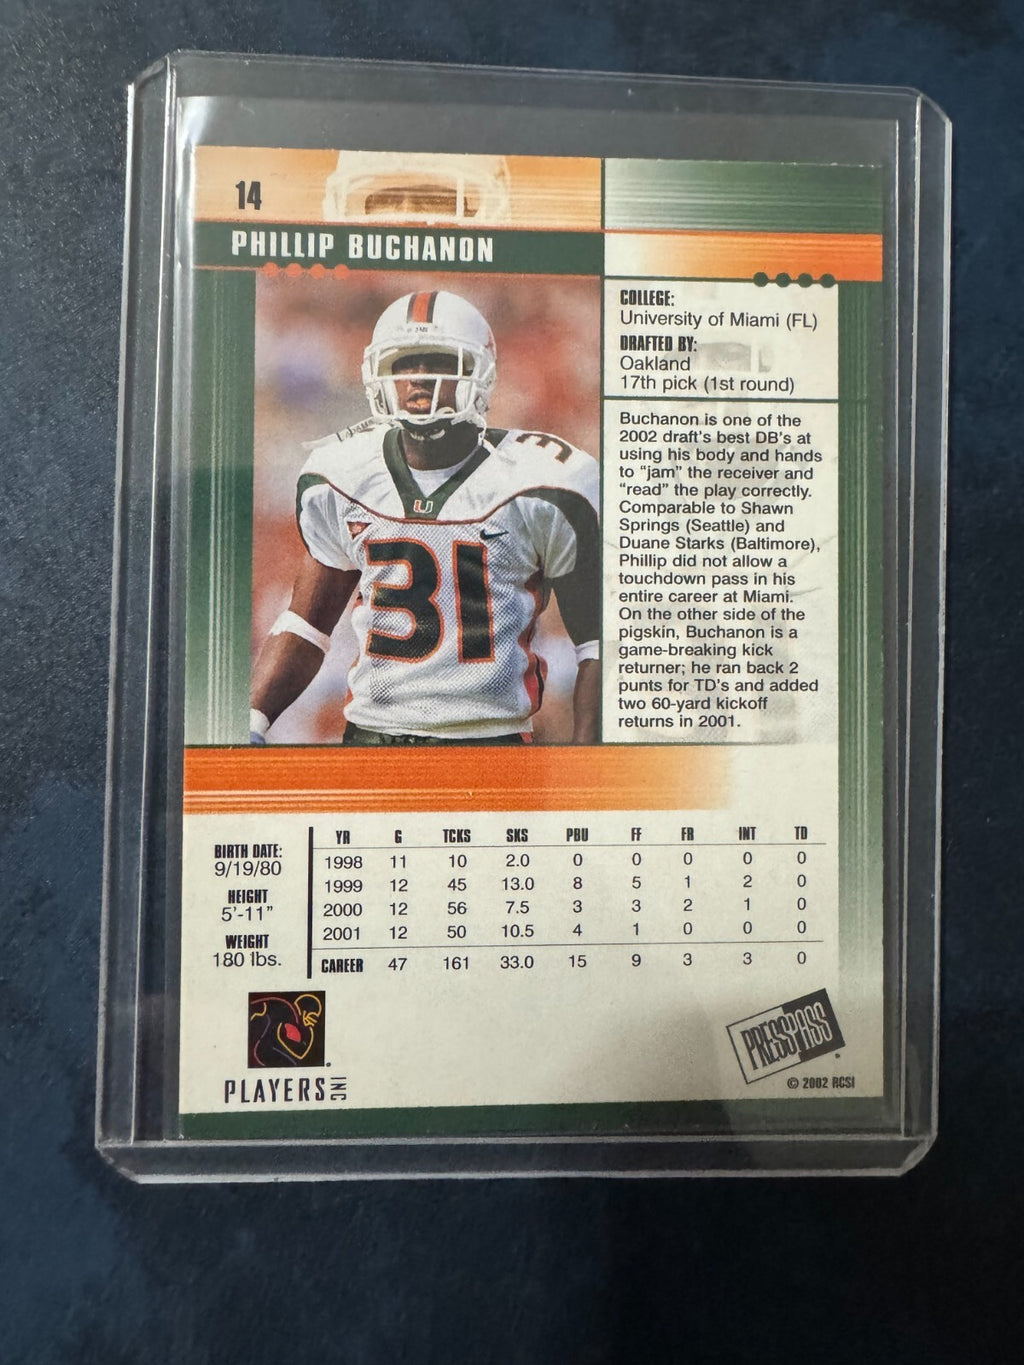 14
PHILLIP BUCHANON
COLLEGE:
University of Miami (FL)
DRAFTED BY:
Oakland
17th pick (1st round)
31
U
Buchanon is one of the
2002 draft's best DB's at
using his body and hands
to "jam" the receiver and
"read" the play correctly.
Comparable to Shawn
Springs (Seattle) and
Duane Starks (Baltimore),
Phillip did not allow a
touchdown pass in his
entire career at Miami.
On the other side of the
pigskin, Buchanon is a
game-breaking kick
returner; he ran back 2
punts for TD's and added
two 60-yard kickoff
returns in 2001.
BIRTH DATE:
9/19/80
HEIGHT
5'-11"
WEIGHT
180 lbs.
YR G TCKS SKS PBU FF FR INT TD
1998 11 10 2.0 0 0 0 0 0
1999 12 45 13.0 8 5 1 2 0
2000 12 56 7.5 3 3 2 1 0
2001 12 50 10.5 4 1 0 0 0
CAREER 47 161 33.0 15 9 3 3 0
PLAYERS INC
PRESS PASS
© 2002 RCSI